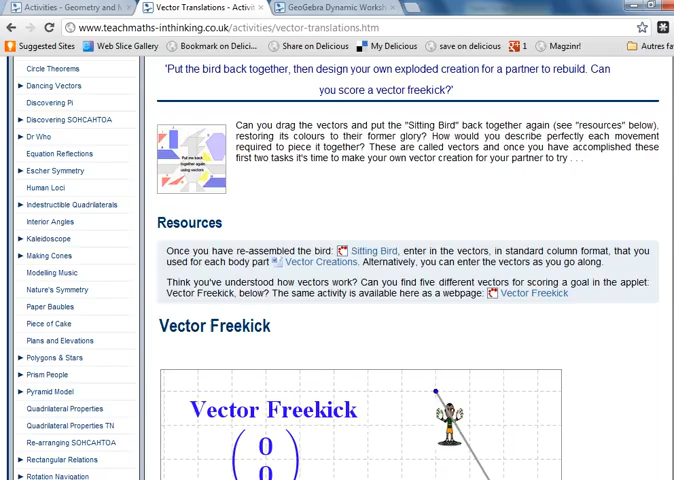 Activities - Geometry and M
Vector Translations - Activit
GeoGebra Dynamic Worksh
www.teachmaths-inthinking.co.uk/activities/vector-translations.htm
Suggested Sites
Web Slice Gallery
Bookmark on Delici...
Share on Delicious
My Delicious
save on delicious
1
Magzinr!
Autres fa
Circle Theorems
Dancing Vectors
Discovering Pi
Discovering SOHCAHTOA
Dr Who
Equation Reflections
Escher Symmetry
Human Loci
Indestructible Quadrilaterals
Interior Angles
Kaleidoscope
Making Cones
Modelling Music
Nature's Symmetry
Paper Baubles
Piece of Cake
Plans and Elevations
Polygons & Stars
Prism People
Pyramid Model
Quadrilateral Properties
Quadrilateral Properties TN
Re-arranging SOHCAHTOA
Rectangular Relations
Rotation Navigation
'Put the bird back together, then design your own exploded creation for a partner to rebuild. Can
you score a vector freekick?'
Put me back
together again
using vectors
Can you drag the vectors and put the "Sitting Bird" back together again (see "resources" below),
restoring its colours to their former glory? How would you describe perfectly each movement
required to piece it together? These are called vectors and once you have accomplished these
first two tasks it's time to make your own vector creation for your partner to try . . .
Resources
Once you have re-assembled the bird: Sitting Bird, enter in the vectors, in standard column format, that you
used for each body part Vector Creations. Alternatively, you can enter the vectors as you go along.
Think you've understood how vectors work? Can you find five different vectors for scoring a goal in the applet:
Vector Freekick, below? The same activity is available here as a webpage: Vector Freekick
Vector Freekick
Vector Freekick
0
0